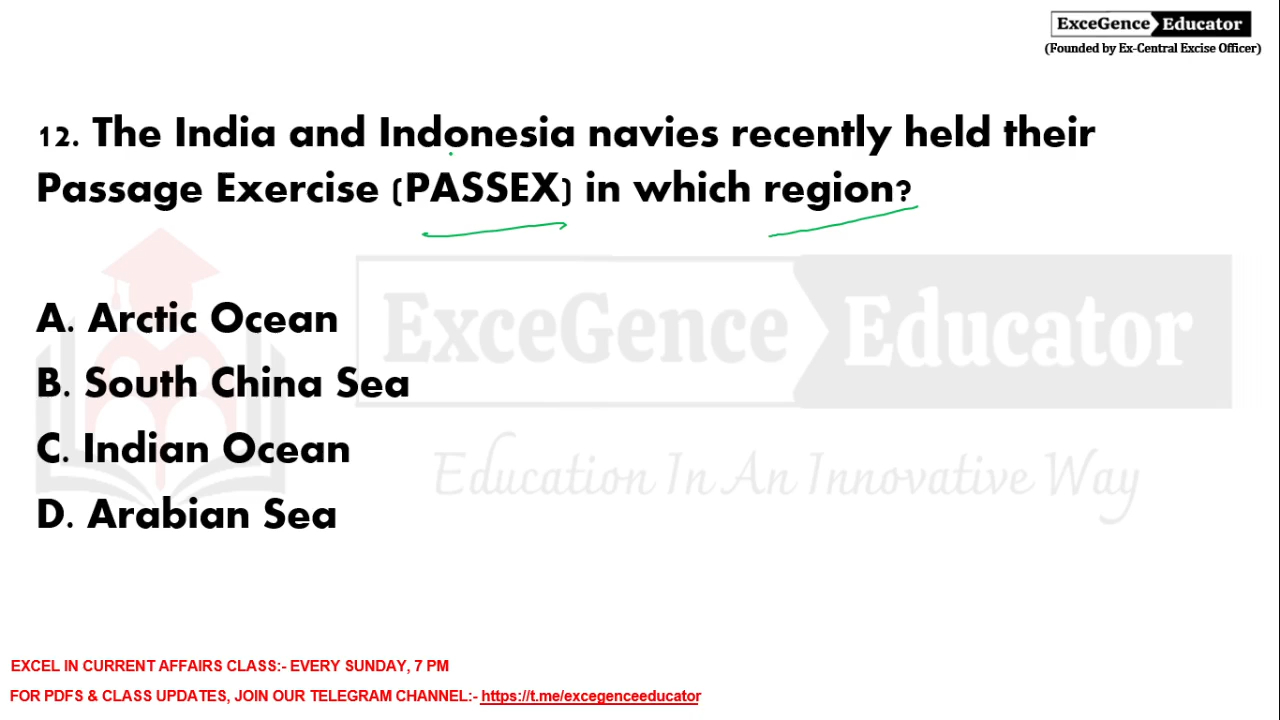 ExceGence Educator
(Founded by Ex-Central Excise Officer)
12. The India and Indonesia navies recently held their
Passage Exercise (PASSEX) in which region?
ExceGence Educator
Education In An Innovative Way
A. Arctic Ocean
B. South China Sea
C. Indian Ocean
D. Arabian Sea
EXCEL IN CURRENT AFFAIRS CLASS:- EVERY SUNDAY, 7 PM
FOR PDFS & CLASS UPDATES, JOIN OUR TELEGRAM CHANNEL:- https://t.me/excegenceeducator